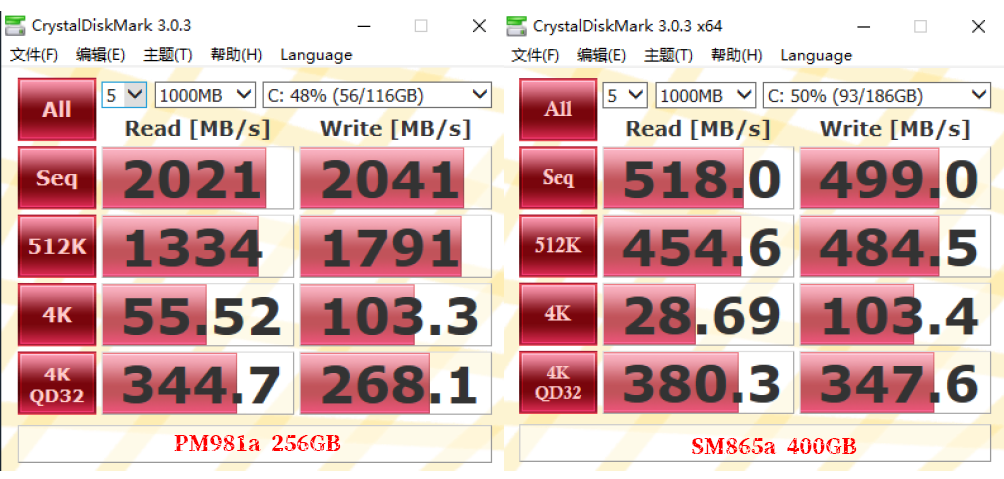 CrystalDiskMark 3.0.3
文件(F) 编辑(E) 主题(T) 帮助(H) Language
All 5 1000MB C: 48% (56/116GB)
Read [MB/s] Write [MB/s]
Seq 2021 2041
512K 1334 1791
4K 55.52 103.3
4K
QD32 344.7 268.1
PM981a 256GB
CrystalDiskMark 3.0.3 x64
文件(F) 编辑(E) 主题(T) 帮助(H) Language
All 5 1000MB C: 50% (93/186GB)
Read [MB/s] Write [MB/s]
Seq 518.0 499.0
512K 454.6 484.5
4K 28.69 103.4
4K
QD32 380.3 347.6
SM865a 400GB